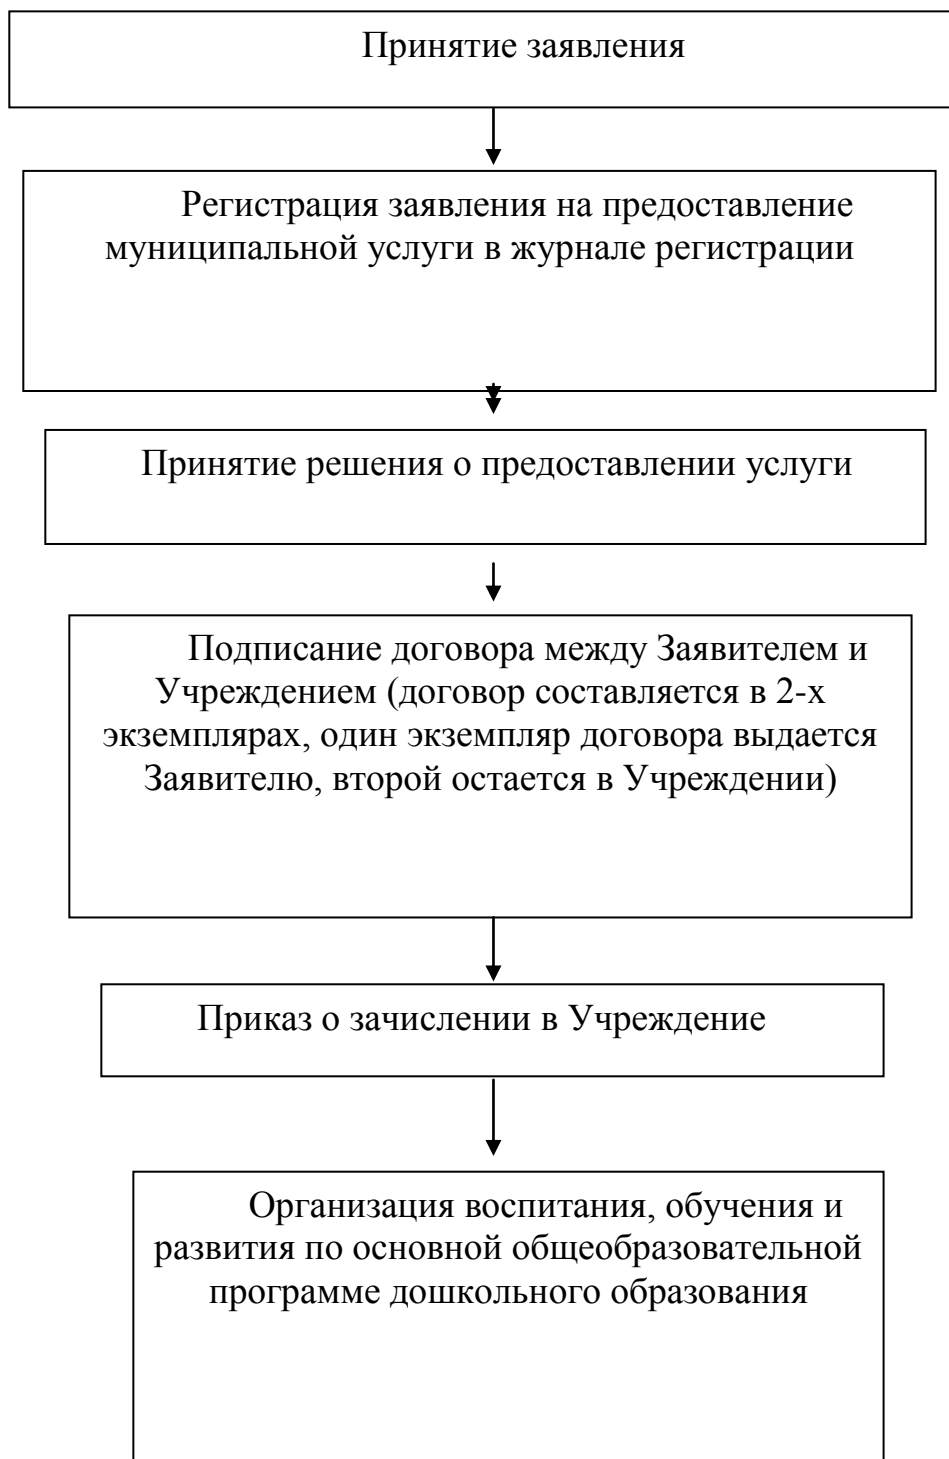 Принятие заявления
Регистрация заявления на предоставление
муниципальной услуги в журнале регистрации
Принятие решения о предоставлении услуги
Подписание договора между Заявителем и
Учреждением (договор составляется в 2-х
экземплярах, один экземпляр договора выдается
Заявителю, второй остается в Учреждении)
Приказ о зачислении в Учреждение
Организация воспитания, обучения и
развития по основной общеобразовательной
программе дошкольного образования